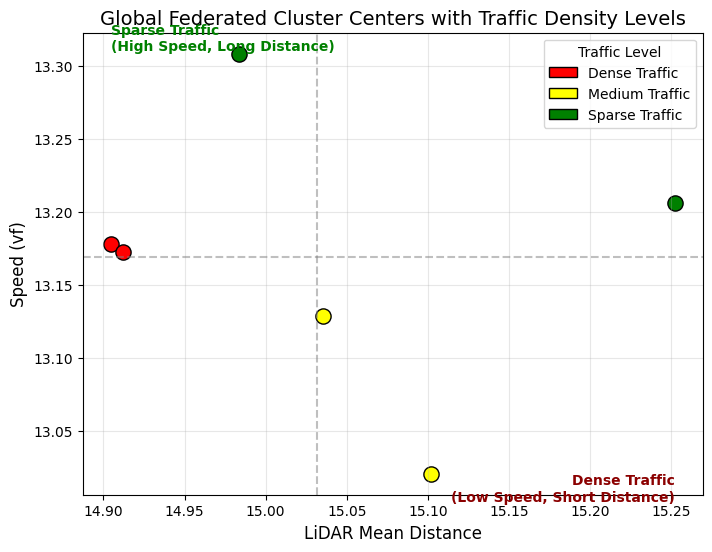 Global Federated Cluster Centers with Traffic Density Levels
Sparse Traffic
(High Speed, Long Distance)
Traffic Level
Dense Traffic
Medium Traffic
Sparse Traffic
13.30
13.25
13.20
13.15
13.10
13.05
Speed (vf)
Dense Traffic
(Low Speed, Short Distance)
14.90 14.95 15.00 15.05 15.10 15.15 15.20 15.25
LiDAR Mean Distance